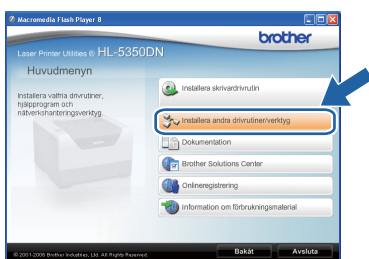 Macromedia Flash Player 8
brother
Laser Printer Utilities ® HL-5350DN
Huvudmenyn
Installera valfria drivrutiner,
hjälpprogram och
nätverkshanteringsverktyg.
Installera skrivardrivrutin
Installera andra drivrutiner/verktyg
Dokumentation
Brother Solutions Center
Onlineregistrering
Information om förbrukningsmaterial
© 2001-2006 Brother Industries, Ltd. All Rights Reserved.
Bakåt
Avsluta